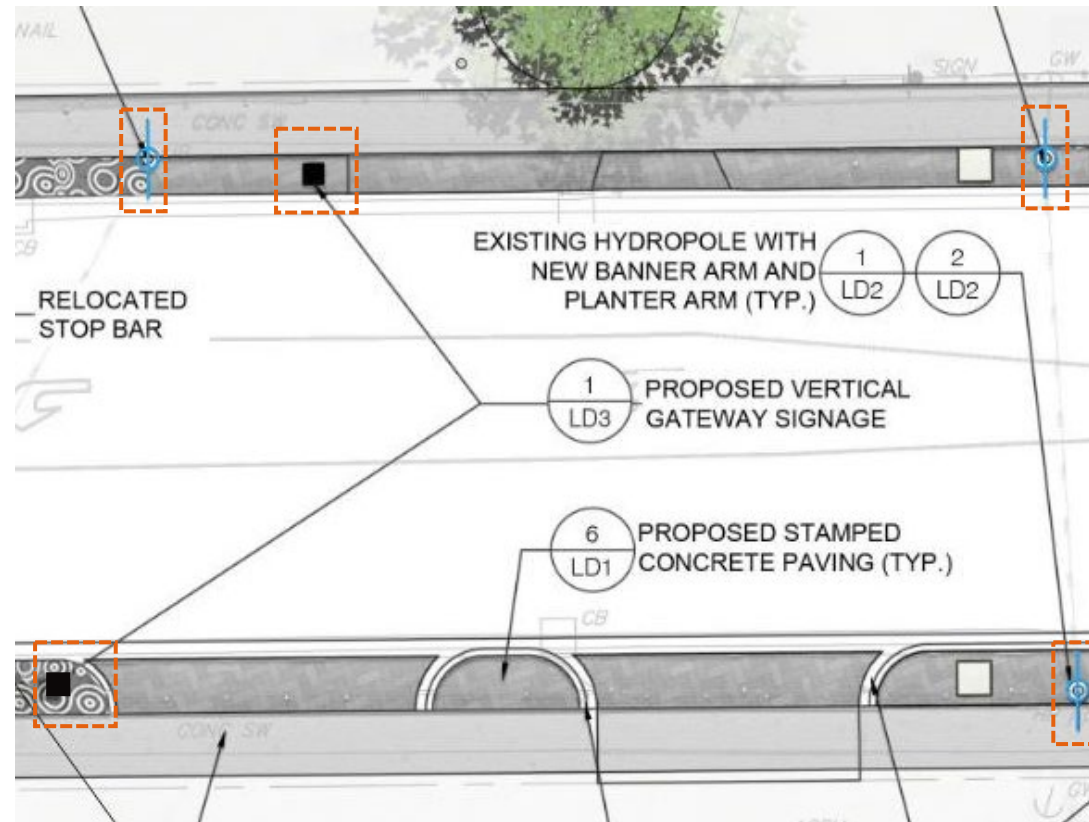 NAIL
SIGN
GW
CONC SW
CB
EXISTING HYDROPOLE WITH
NEW BANNER ARM AND
PLANTER ARM (TYP.)
1
LD2
2
LD2
RELOCATED
STOP BAR
1
LD3
PROPOSED VERTICAL
GATEWAY SIGNAGE
6
LD1
PROPOSED STAMPED
CONCRETE PAVING (TYP.)
CB
CONC SW
GW